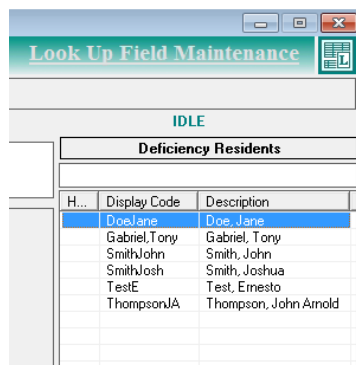 Look Up Field Maintenance
L
IDLE
Deficiency Residents
H... Display Code Description
DoeJane Doe, Jane
Gabriel,Tony Gabriel, Tony
SmithJohn Smith, John
SmithJosh Smith, Joshua
TestE Test, Ernesto
ThompsonJA Thompson, John Arnold